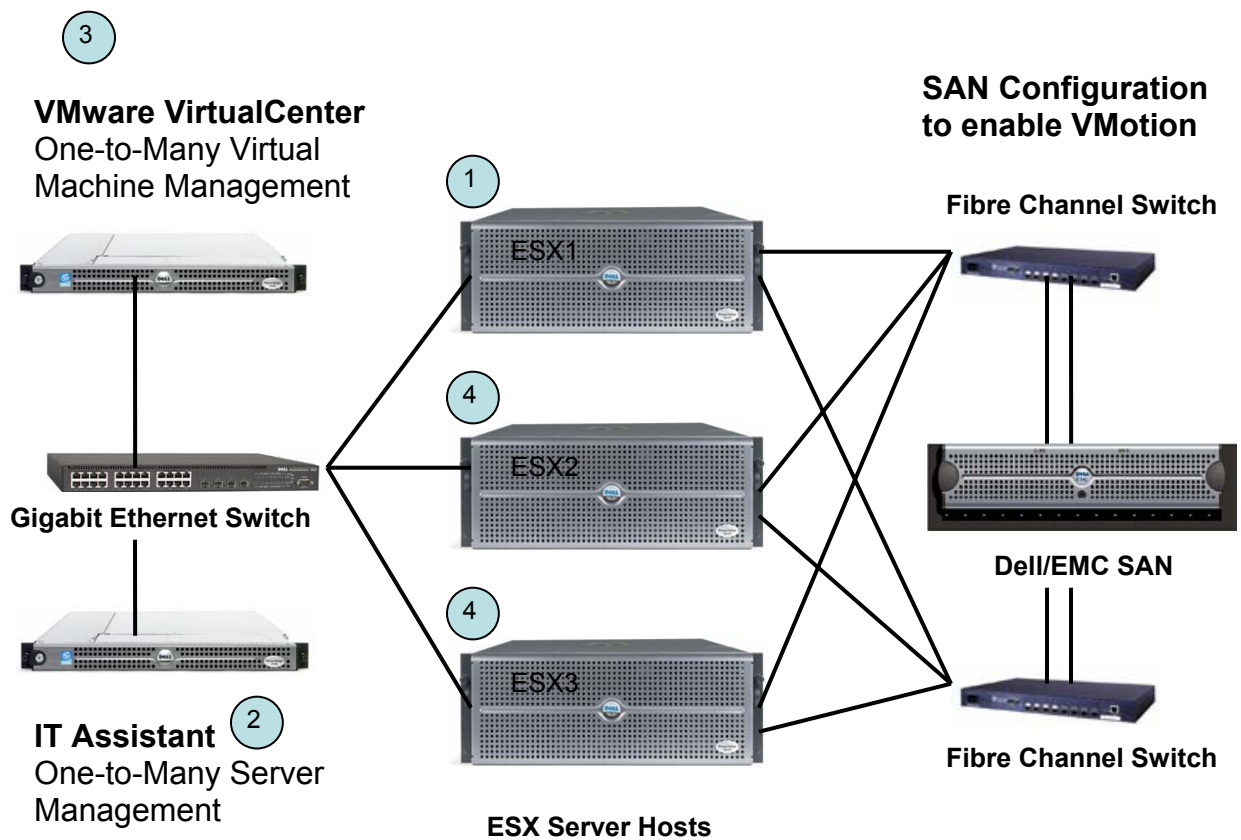 3
VMware VirtualCenter
One-to-Many Virtual
Machine Management
Gigabit Ethernet Switch
IT Assistant
2
One-to-Many Server
Management
1
ESX1
4
ESX2
4
ESX3
ESX Server Hosts
SAN Configuration
to enable VMotion
Fibre Channel Switch
Dell/EMC SAN
Fibre Channel Switch